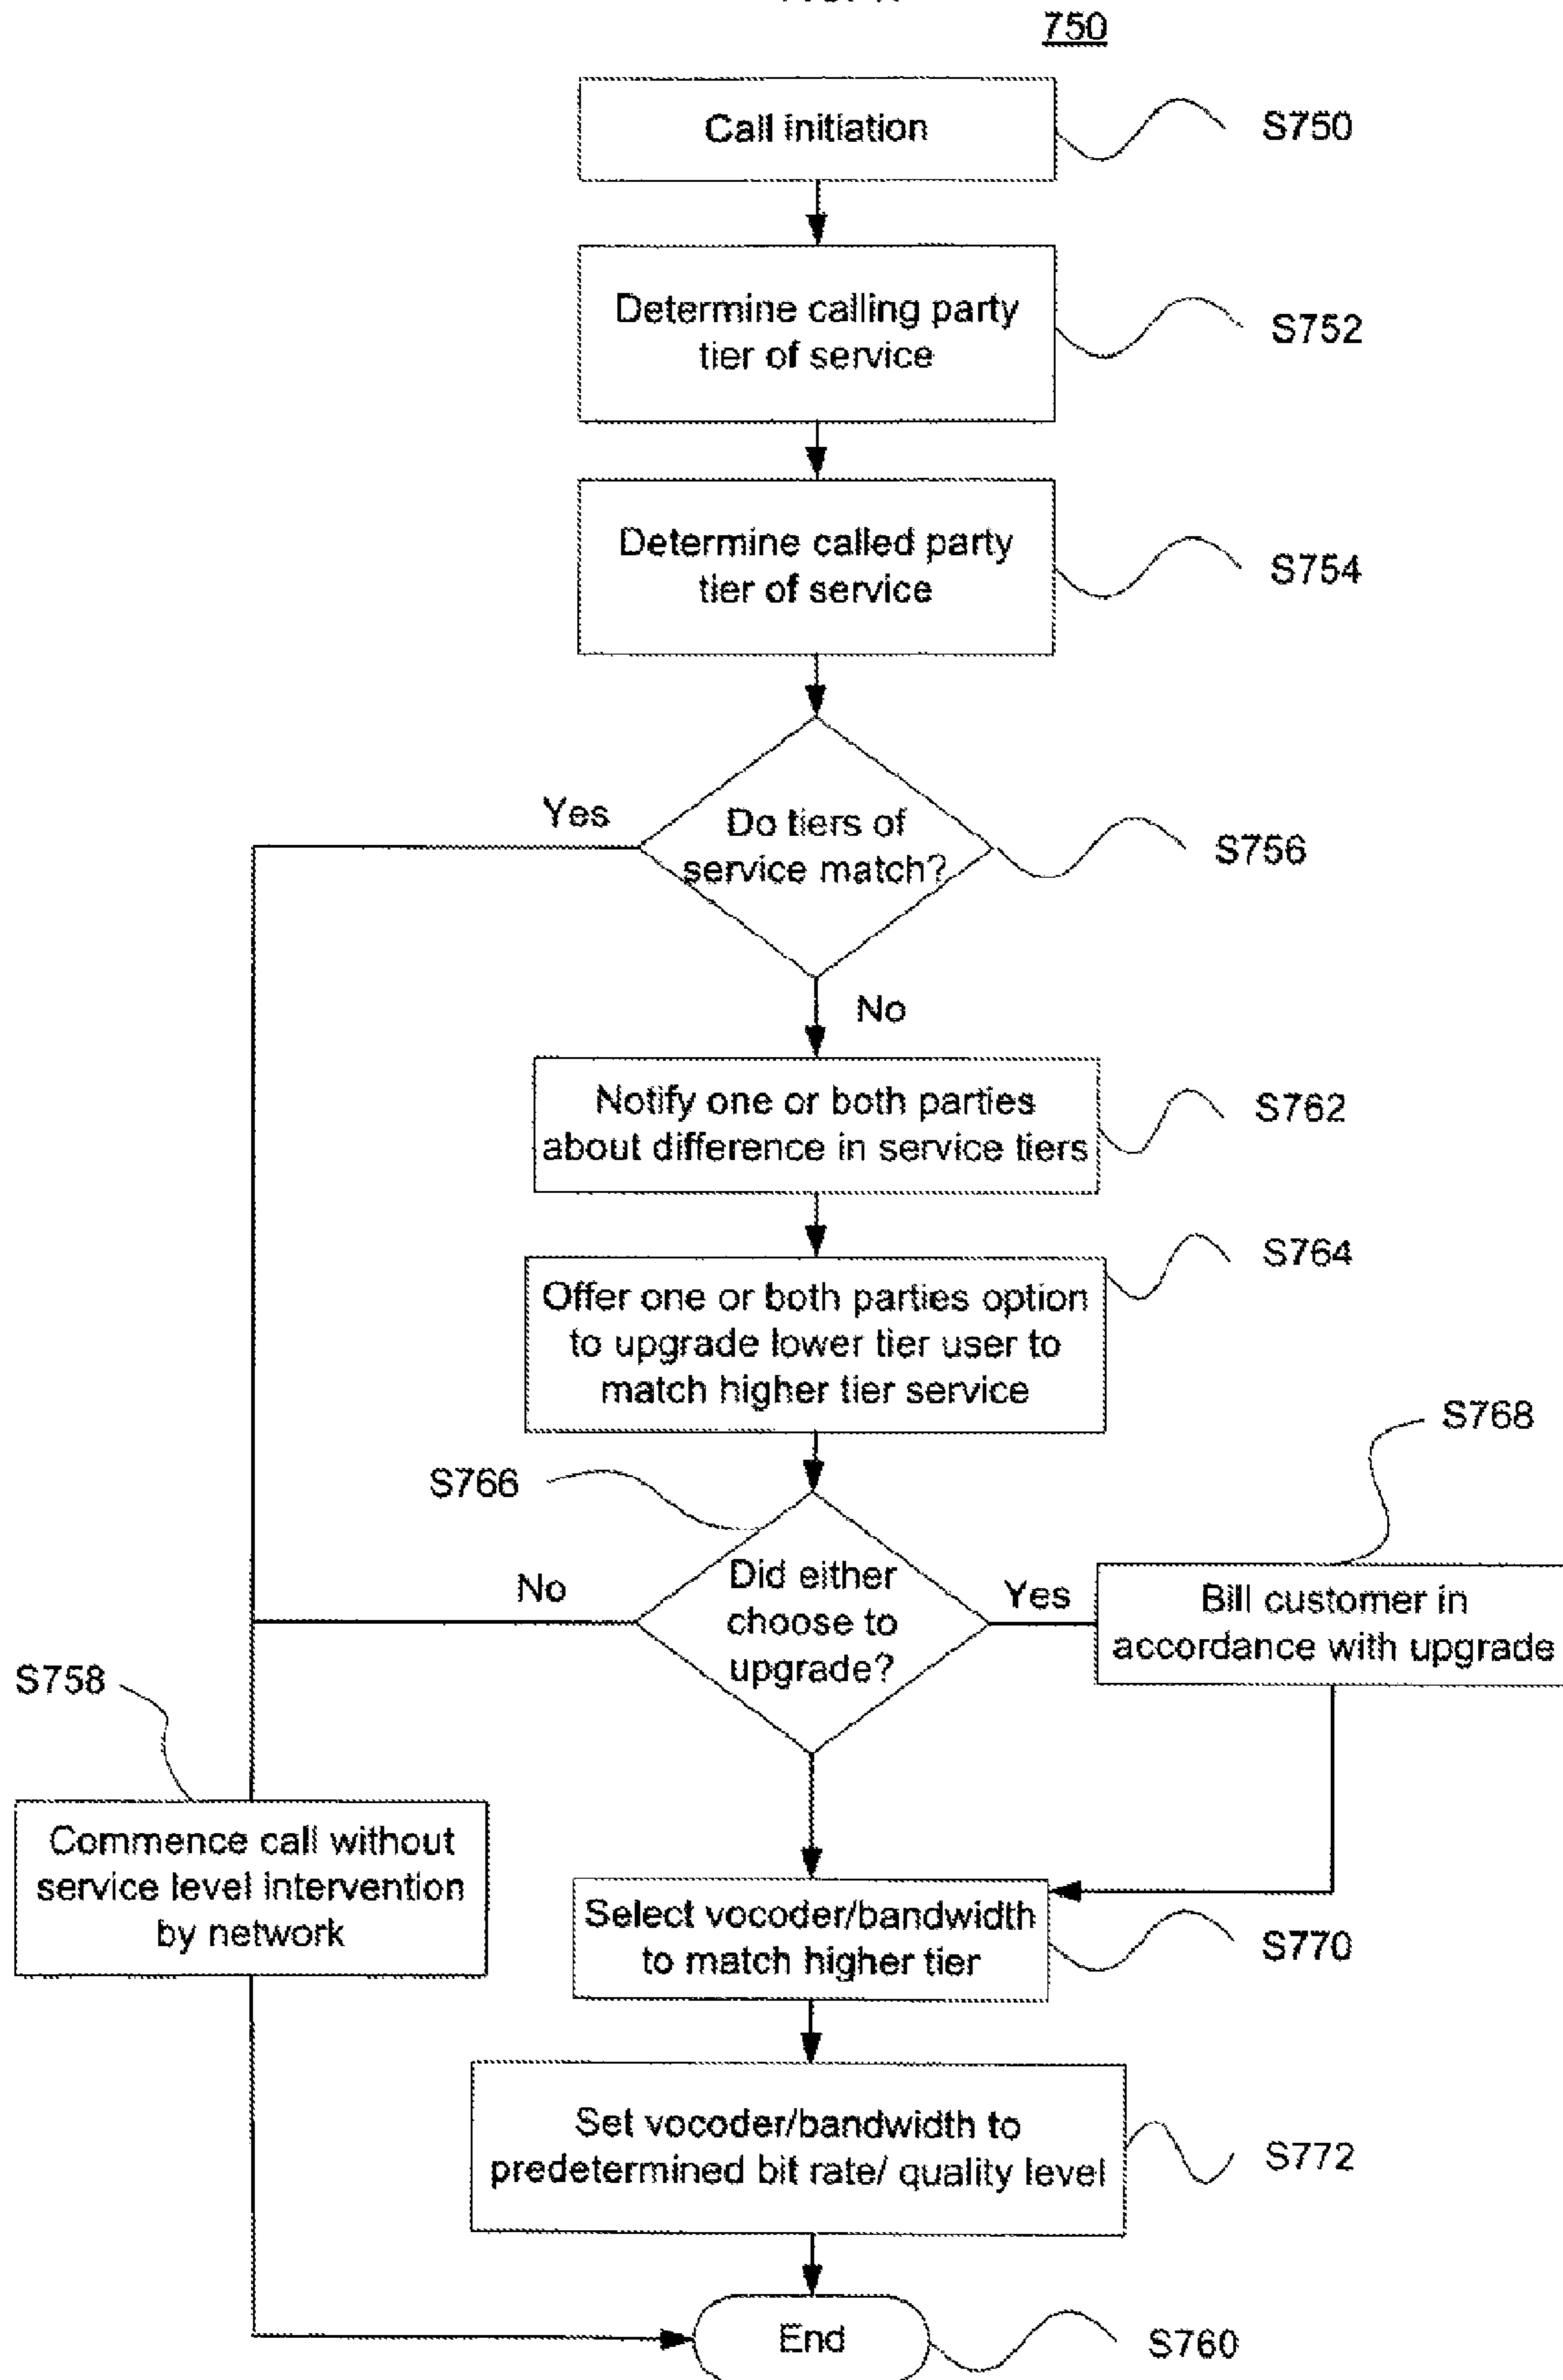 750
Call initiation
S750
Determine calling party
tier of service
S752
Determine called party
tier of service
S754
Yes
Do tiers of
service match?
S756
No
Notify one or both parties
about difference in service tiers
S762
Offer one or both parties option
to upgrade lower tier user to
match higher tier service
S764
S766
S768
No
Did either
choose to
upgrade?
Yes
Bill customer in
accordance with upgrade
S758
Commence call without
service level intervention
by network
Select vocoder/bandwidth
to match higher tier
S770
Set vocoder/bandwidth to
predetermined bit rate/ quality level
S772
End
S760